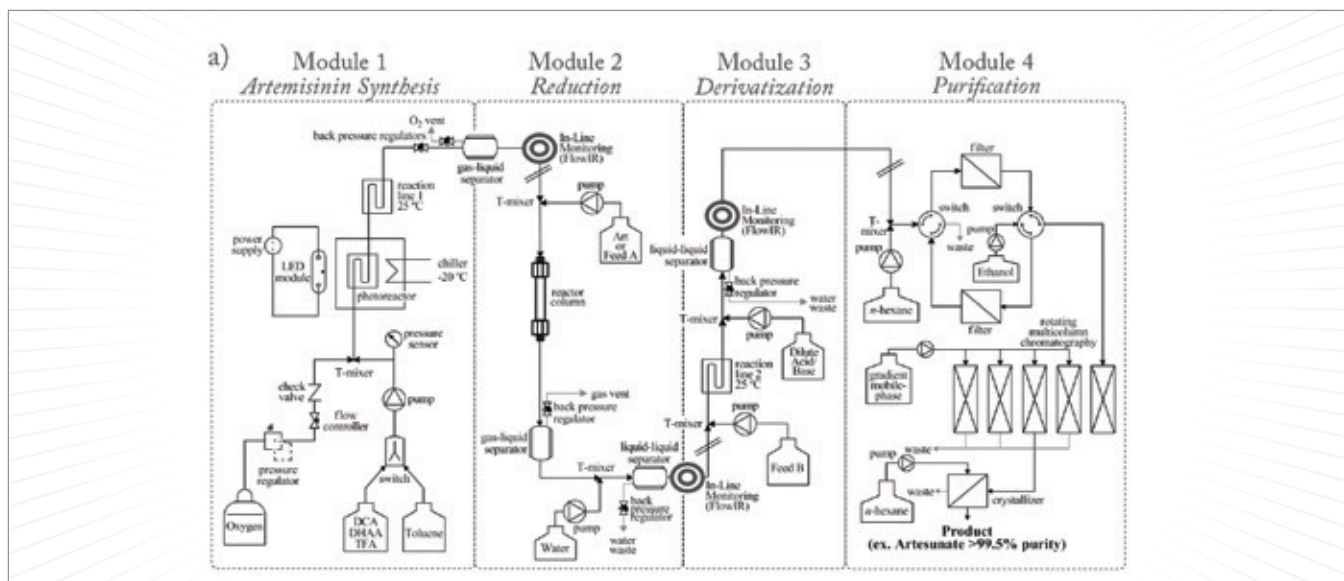 a)
Module 1
Artemisinin Synthesis
O₂ vent
back pressure regulators
gas-liquid
separator
reaction
line 1
25 °C
power
supply
LED
module
chiller
-20 °C
photoreactor
pressure
sensor
T-mixer
check
valve
pump
flow
controller
pressure
regulator
switch
Oxygen
DCA
DHAA
TFA
Toluene
Module 2
Reduction
In-Line
Monitoring
(FlowIR)
T-mixer
pump
Art
or
Feed A
reactor
column
gas vent
back pressure
regulator
gas-liquid
separator
liquid-liquid
separator
T-mixer
In-Line
Monitoring
(FlowIR)
back
pressure
regulator
pump
Water
water
waste
Module 3
Derivatization
In-Line
Monitoring
(FlowIR)
liquid-liquid
separator
back pressure
regulator
water
waste
T-mixer
pump
Dilute
Acid/
Base
reaction
line 2
25 °C
pump
T-mixer
Feed B
Module 4
Purification
filter
switch
switch
T-
mixer
waste
pump
pump
Ethanol
n-hexane
filter
rotating
multicolumn
chromatography
gradient
mobile-
phase
waste
pump
waste
crystallizer
n-hexane
Product
(ex. Artesunate >99.5% purity)